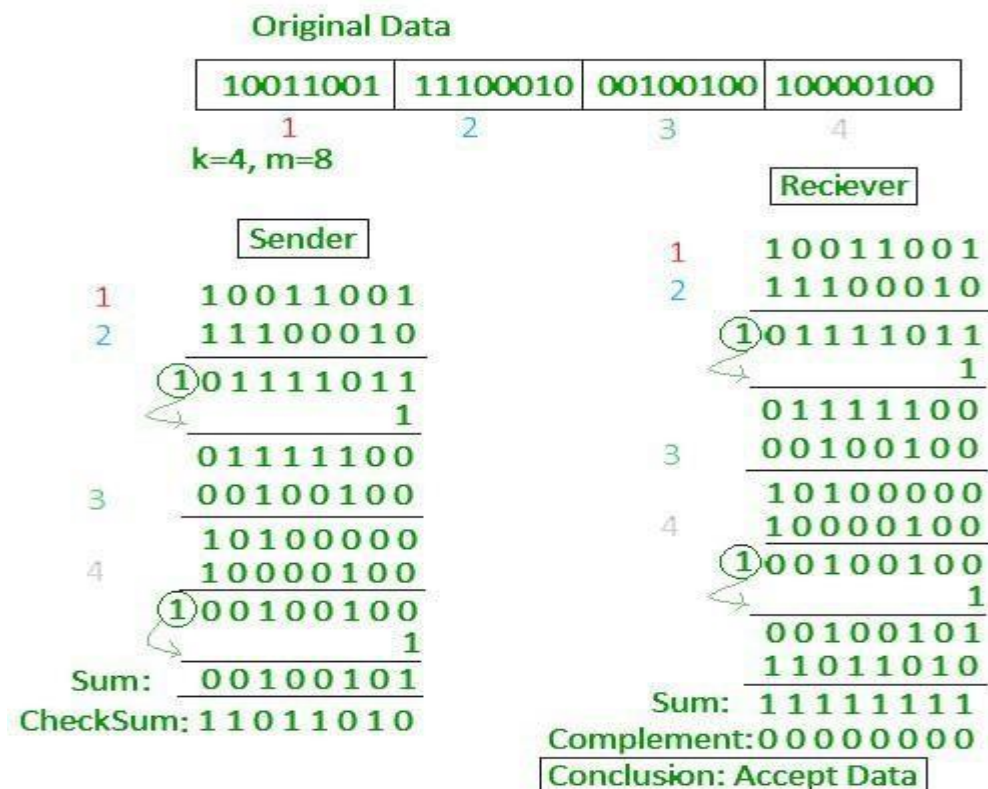 Original Data
10011001 11100010 00100100 10000100
1 2 3 4
k=4, m=8
Sender
1 10011001
2 11100010
1 01111011
1
01111100
3 00100100
10100000
4 10000100
1 00100100
1
Sum: 00100101
CheckSum: 11011010
Reciever
1 10011001
2 11100010
1 01111011
1
01111100
3 00100100
10100000
4 10000100
1 00100100
1
00100101
11011010
Sum: 11111111
Complement: 00000000
Conclusion: Accept Data